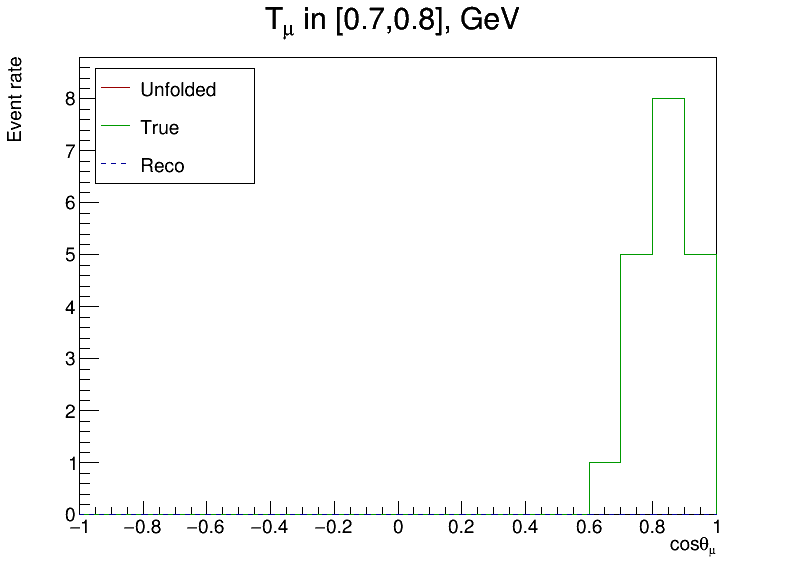 T_μ in [0.7,0.8], GeV
Event rate
Unfolded
True
Reco
8
7
6
5
4
3
2
1
0
−1 −0.8 −0.6 −0.4 −0.2 0 0.2 0.4 0.6 0.8 1
cosθ_μ